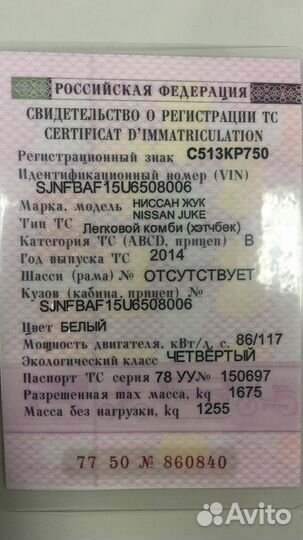 РОССИЙСКАЯ ФЕДЕРАЦИЯ
СВИДЕТЕЛЬСТВО О РЕГИСТРАЦИИ ТС
CERTIFICAT D'IMMATRICULATION
Регистрационный знак С513КР750
Идентификационный номер (VIN)
SJNFBAF15U6508006
Марка, модель НИССАН ЖУК
NISSAN JUKE
Тип ТС Легковой комби (хэтчбек)
Категория ТС (ABCD, прицеп) B
Год выпуска ТС 2014
Шасси (рама) № ОТСУТСТВУЕТ
Кузов (кабина, прицеп) №
SJNFBAF15U6508006
Цвет БЕЛЫЙ
Мощность двигателя, кВт/л. с. 86/117
Экологический класс ЧЕТВЁРТЫЙ
Паспорт ТС серия 78 УУ№ 150697
Разрешенная max масса, kg 1675
Масса без нагрузки, kg 1255
77 50 № 860840
Avito